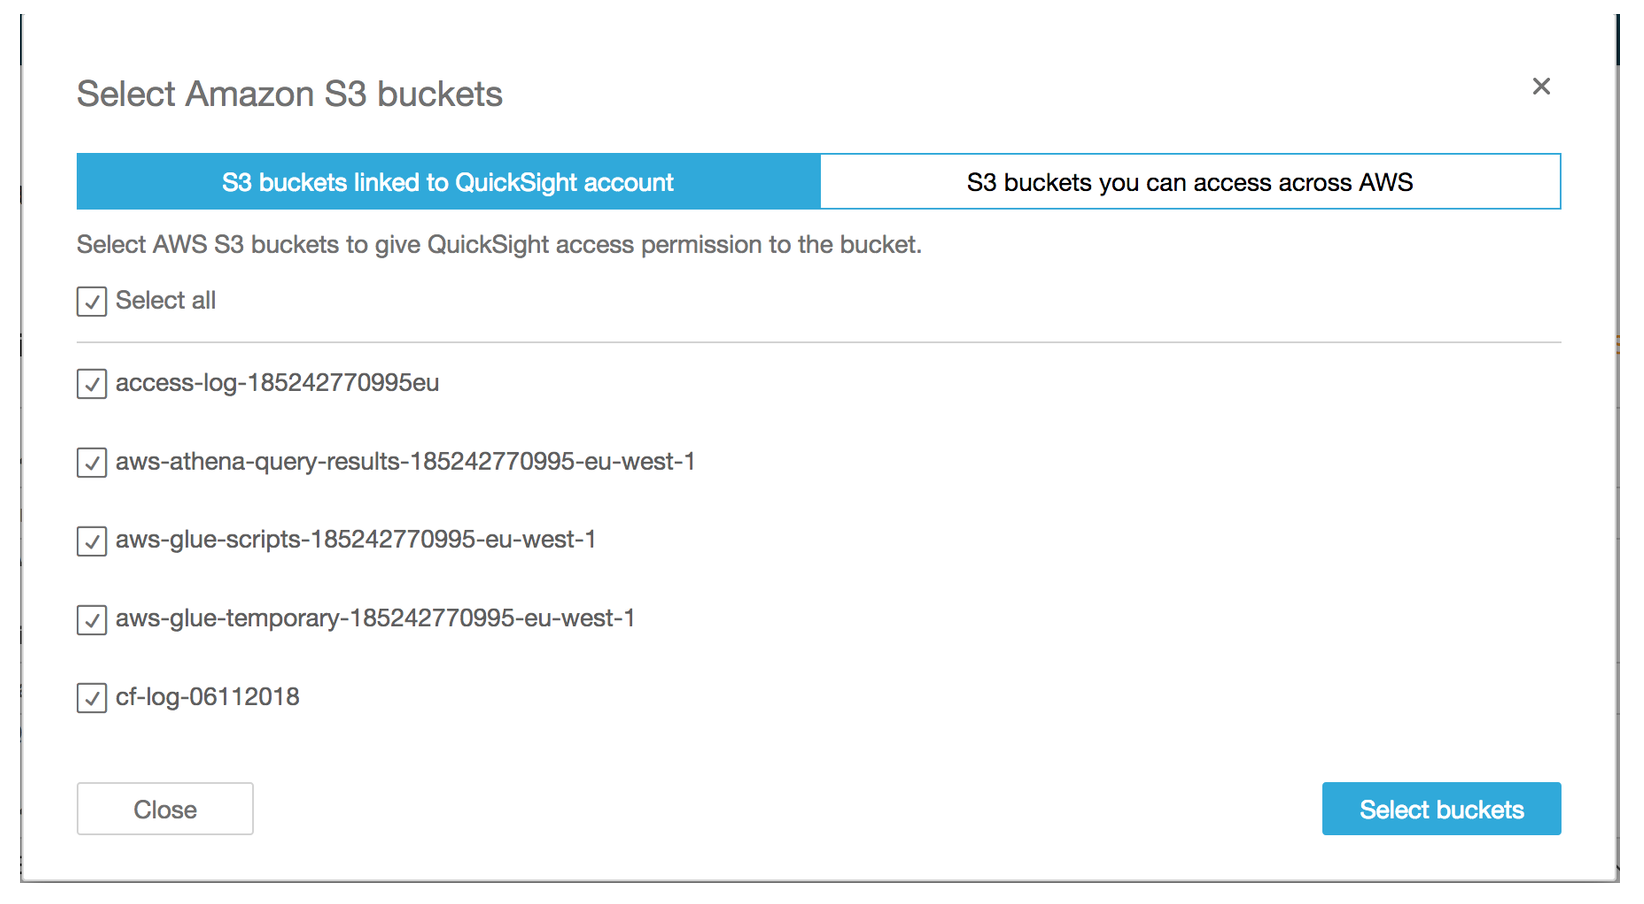 Select Amazon S3 buckets
S3 buckets linked to QuickSight account
S3 buckets you can access across AWS
Select AWS S3 buckets to give QuickSight access permission to the bucket.
Select all
access-log-185242770995eu
aws-athena-query-results-185242770995-eu-west-1
aws-glue-scripts-185242770995-eu-west-1
aws-glue-temporary-185242770995-eu-west-1
cf-log-06112018
Close
Select buckets